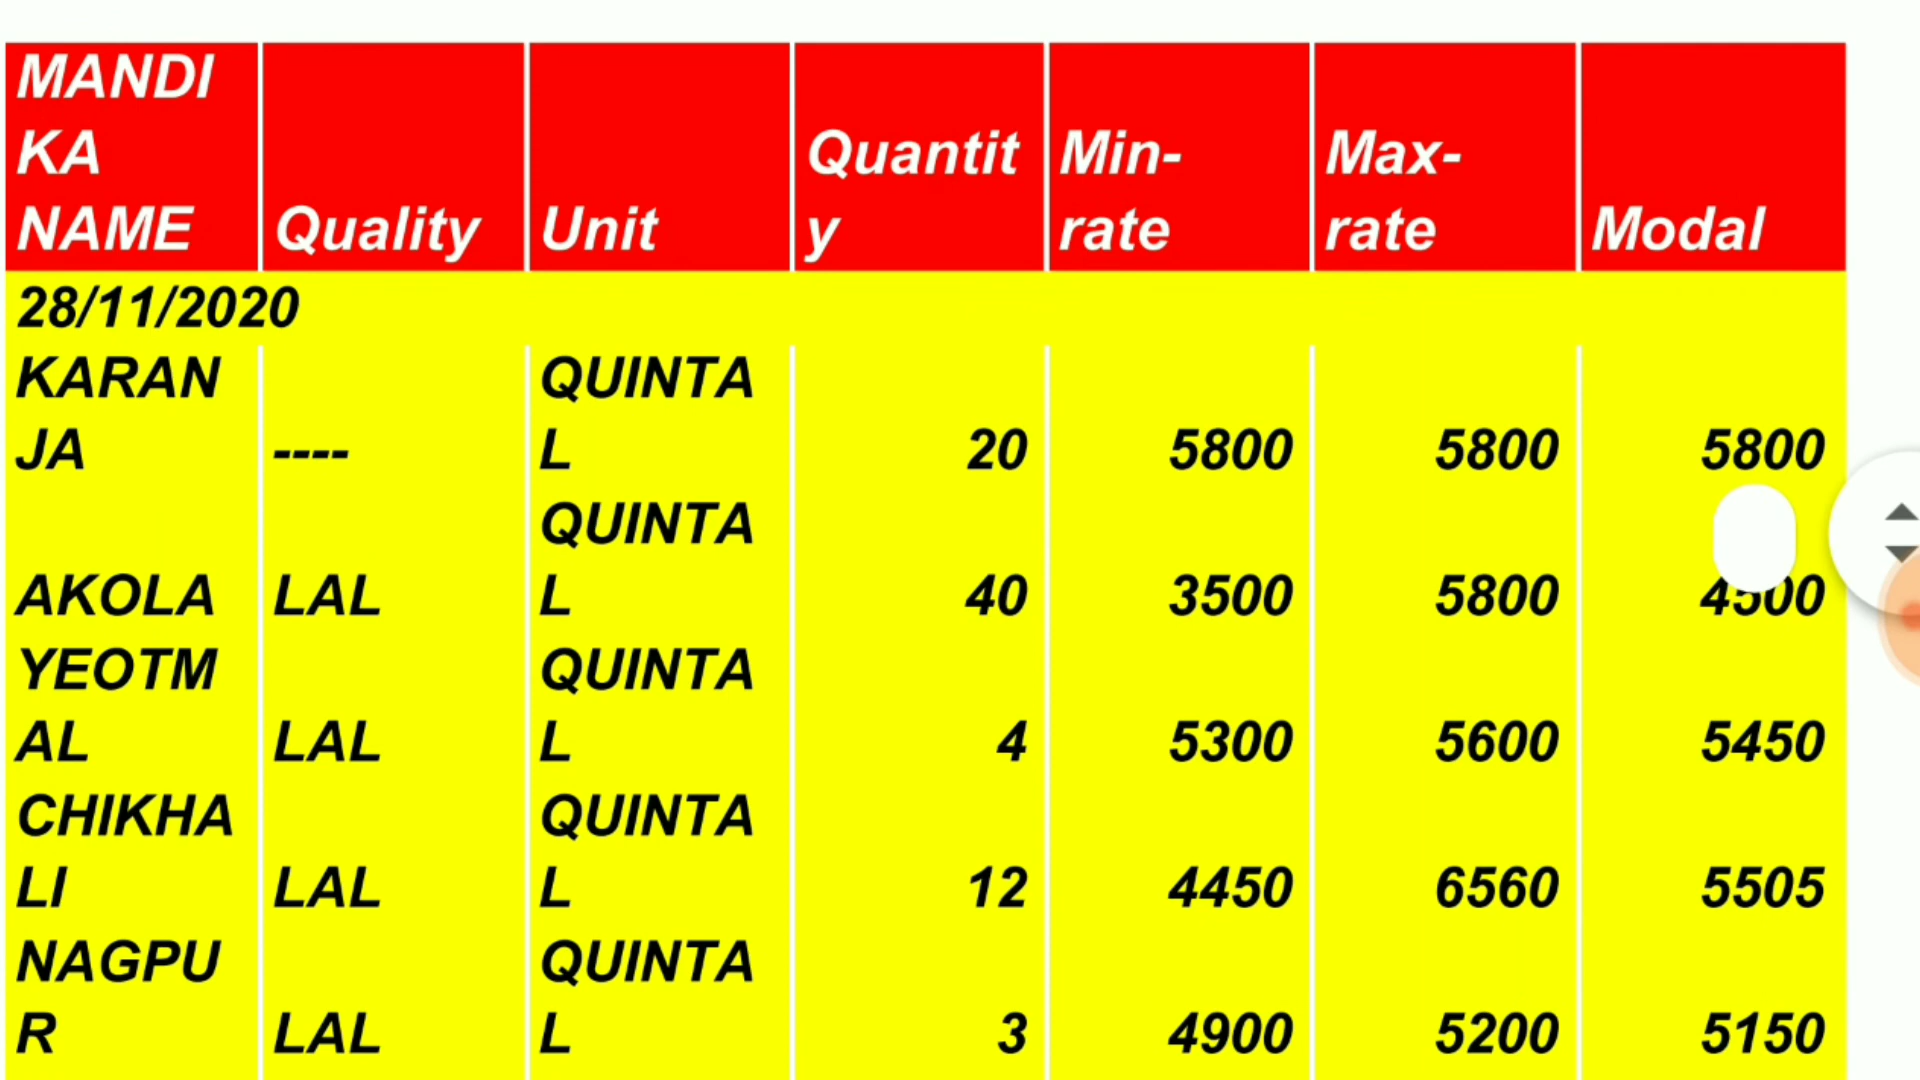 MANDI KA NAME Quality Unit Quantity Min-rate Max-rate Modal
28/11/2020
KARANJA ---- QUINTAL 20 5800 5800 5800
AKOLA LAL QUINTAL 40 3500 5800 4500
YEOTMAL LAL QUINTAL 4 5300 5600 5450
CHIKHALI LAL QUINTAL 12 4450 6560 5505
NAGPUR LAL QUINTAL 3 4900 5200 5150